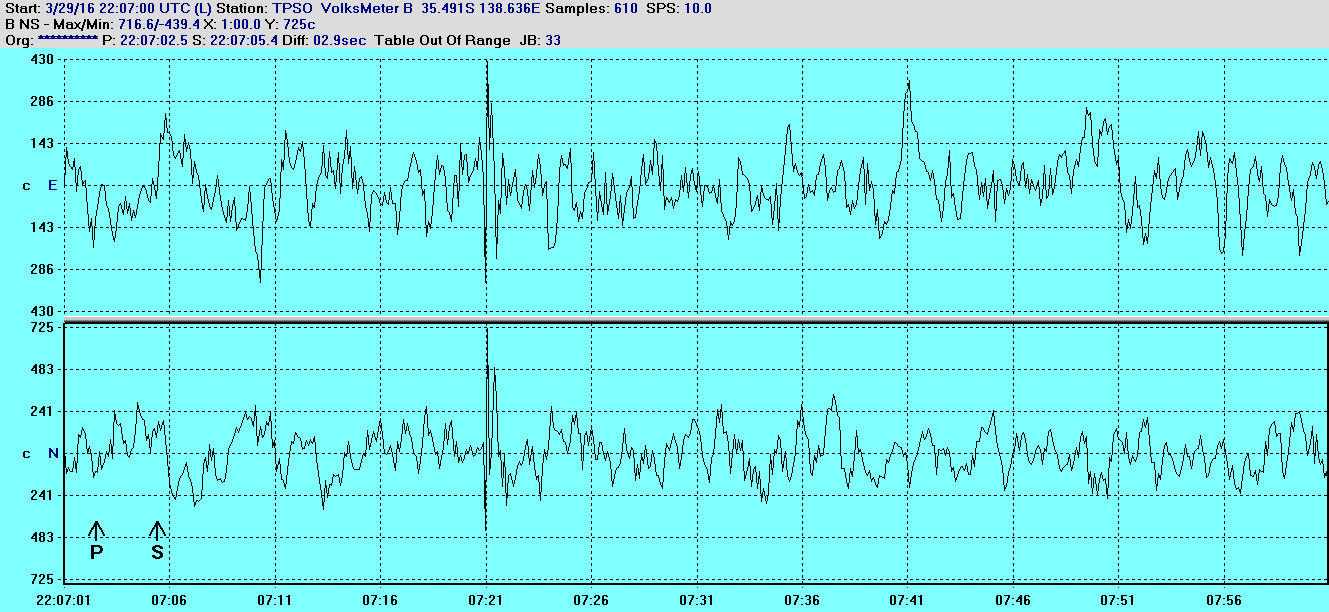 Start: 3/29/16 22:07:00 UTC (L) Station: TPSO VolksMeter B 35.491S 138.636E Samples: 610 SPS: 10.0
B NS - Max/Min: 716.6/-439.4 X: 1:00.0 Y: 725c
Org: ********** P: 22:07:02.5 S: 22:07:05.4 Diff: 02.9sec Table Out Of Range JB: 33
430
286
143
c E
143
286
430
725
483
241
c N
241
483
725
P S
22:07:01 07:06 07:11 07:16 07:21 07:26 07:31 07:36 07:41 07:46 07:51 07:56